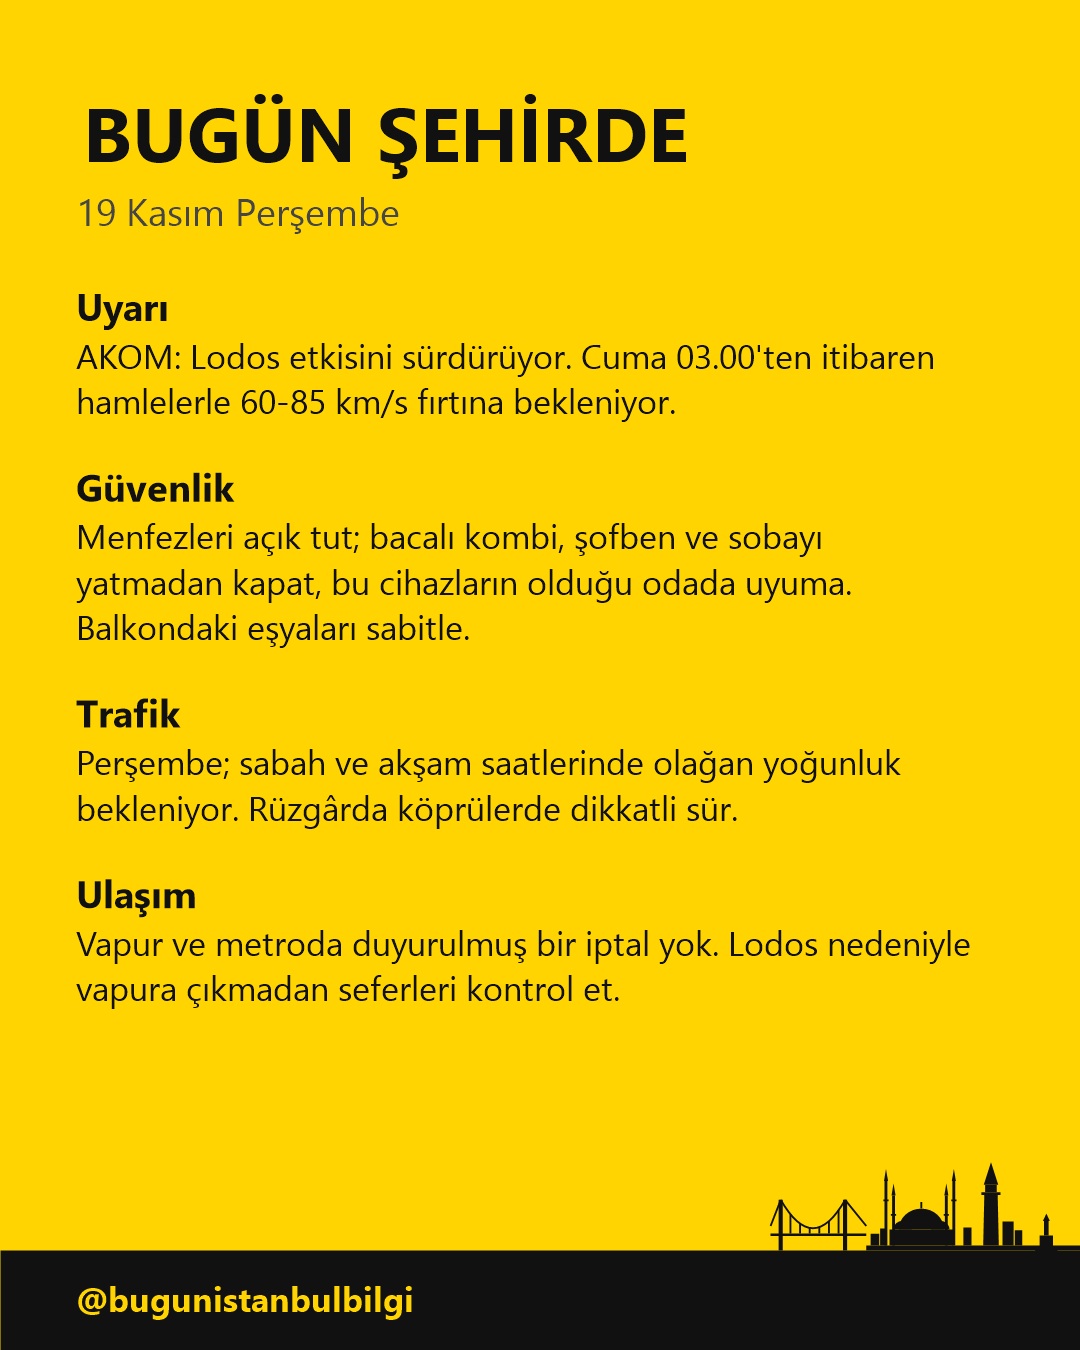 BUGÜN ŞEHİRDE
19 Kasım Perşembe
Uyarı
AKOM: Lodos etkisini sürdürüyor. Cuma 03.00'ten itibaren
hamlelerle 60-85 km/s fırtına bekleniyor.
Güvenlik
Menfezleri açık tut; bacalı kombi, şofben ve sobayı
yatmadan kapat, bu cihazların olduğu odada uyuma.
Balkondaki eşyaları sabitle.
Trafik
Perşembe; sabah ve akşam saatlerinde olağan yoğunluk
bekleniyor. Rüzgârda köprülerde dikkatli sür.
Ulaşım
Vapur ve metroda duyurulmuş bir iptal yok. Lodos nedeniyle
vapura çıkmadan seferleri kontrol et.
@bugunistanbulbilgi